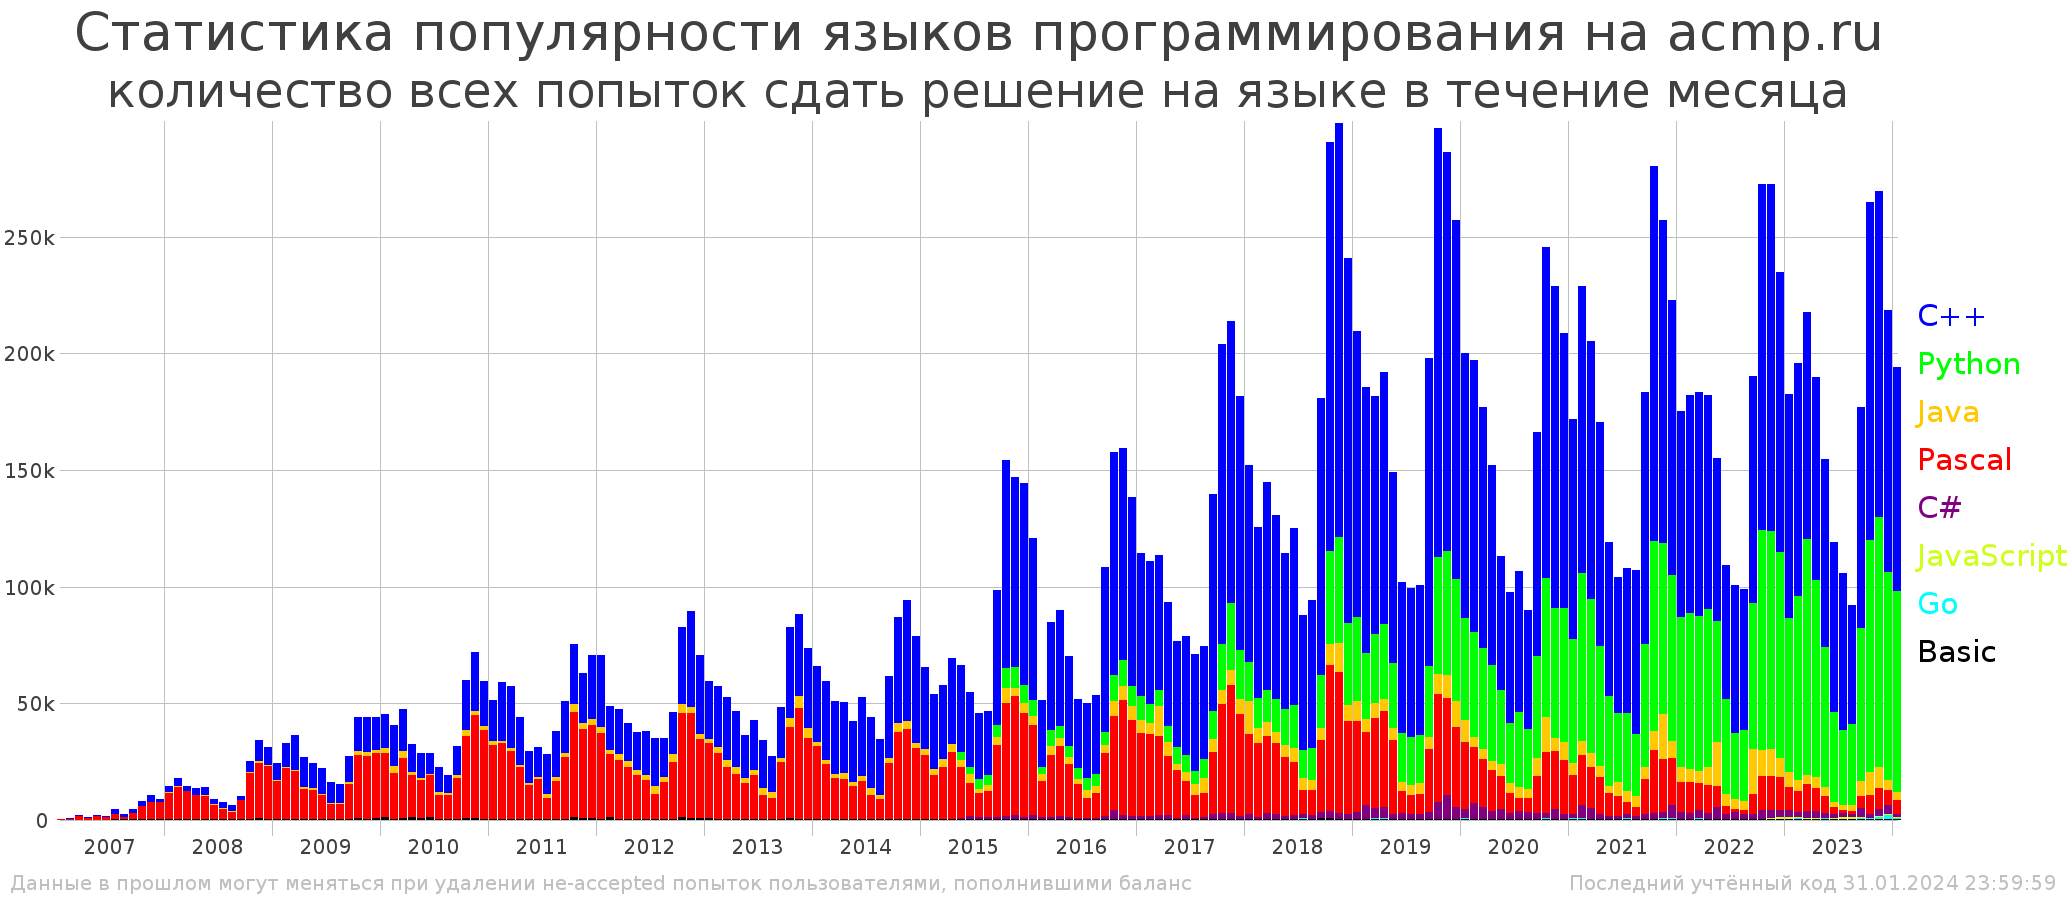 Статистика популярности языков программирования на acmp.ru
количество всех попыток сдать решение на языке в течение месяца
250k
200k
150k
100k
50k
0
C++
Python
Java
Pascal
C#
JavaScript
Go
Basic
2007 2008 2009 2010 2011 2012 2013 2014 2015 2016 2017 2018 2019 2020 2021 2022 2023
Данные в прошлом могут меняться при удалении не-accepted попыток пользователями, пополнившими баланс
Последний учтённый код 31.01.2024 23:59:59